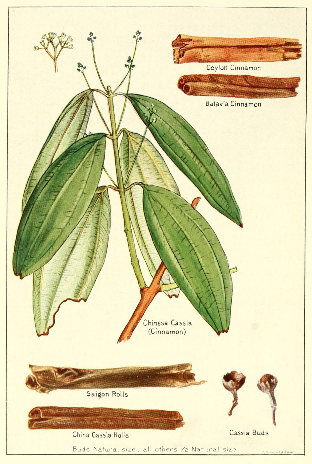 Ceylon Cinnamon
Batavia Cinnamon
Chinese Cassia
(Cinnamon)
Saigon Rolls
China Cassia Rolls
Cassia Buds
Buds Natural size, all others ½ Natural size